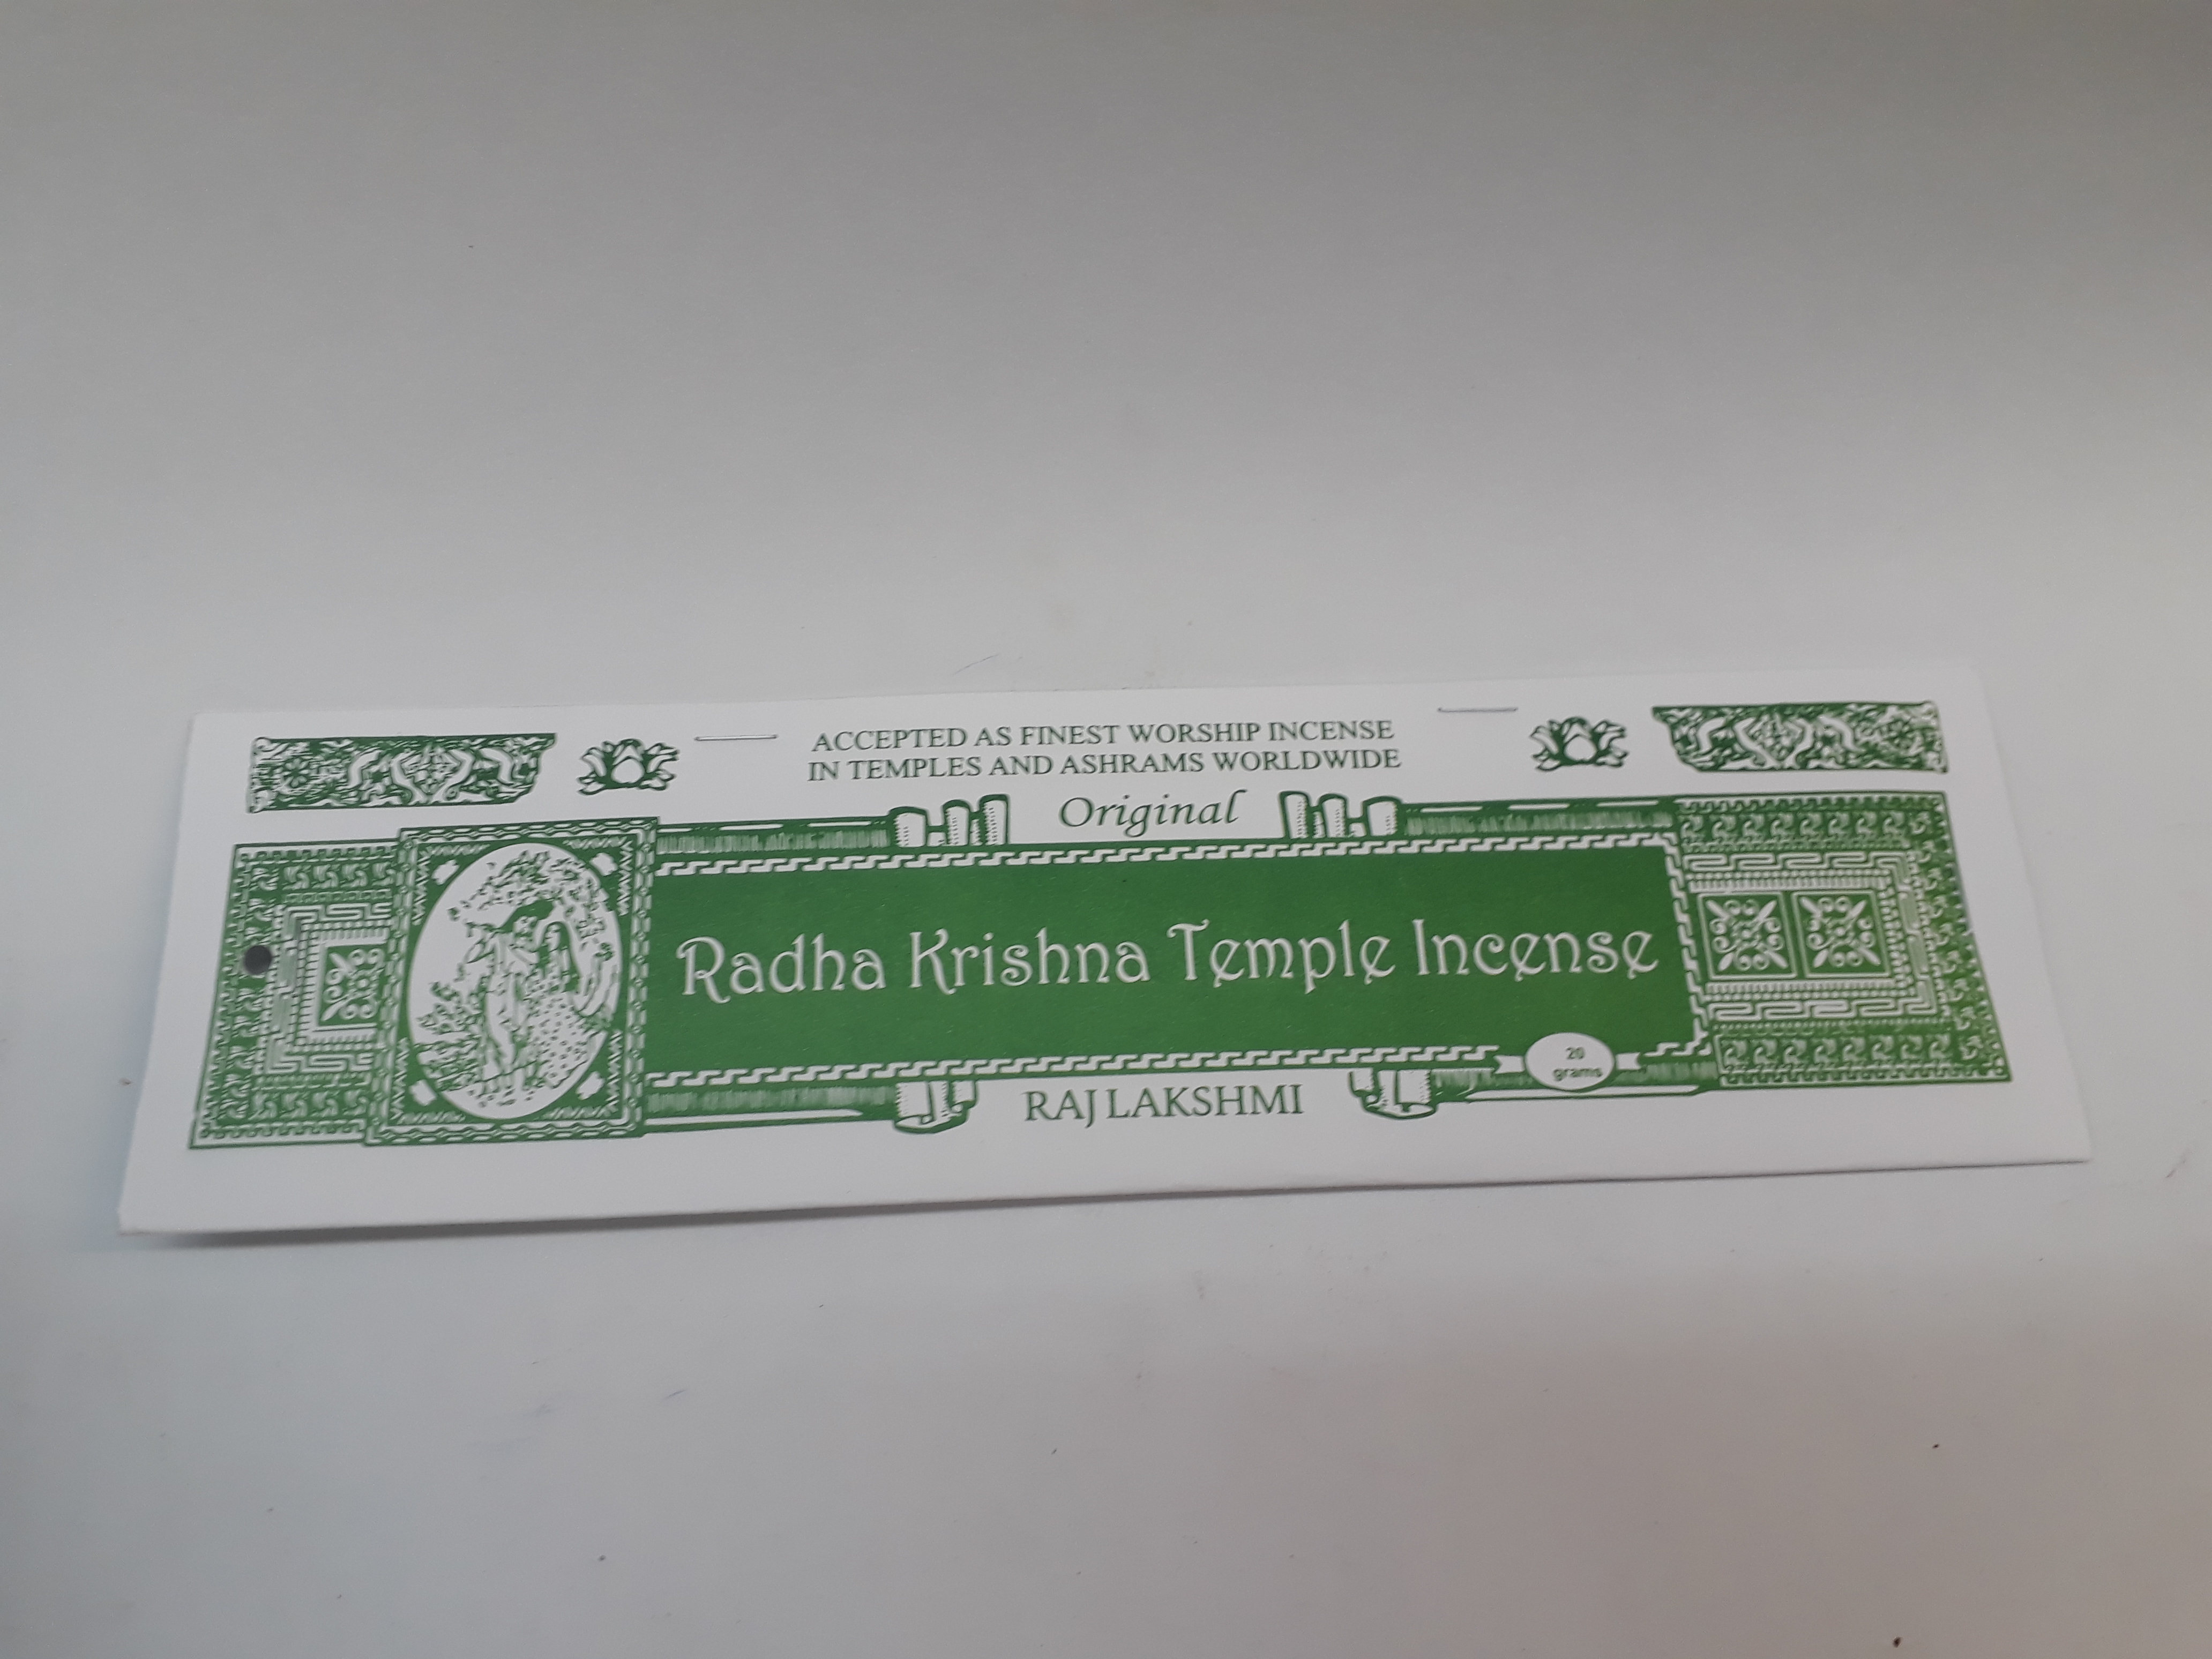 ACCEPTED AS FINEST WORSHIP INCENSE
IN TEMPLES AND ASHRAMS WORLDWIDE
Original
Radha Krishna Temple Incense
20
grams
RAJ LAKSHMI